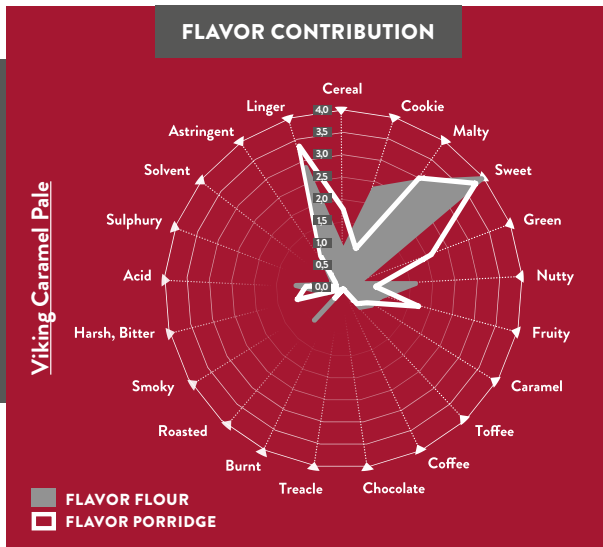 FLAVOR CONTRIBUTION
Cereal
Linger
Cookie
4,0
Astringent
Malty
3,5
3,0
Solvent
Sweet
2,5
2,0
Sulphury
Green
1,5
1,0
0,5
Acid
Nutty
0,0
Viking Caramel Pale
Harsh, Bitter
Fruity
Smoky
Caramel
Roasted
Toffee
Burnt
Coffee
Treacle
Chocolate
FLAVOR FLOUR
FLAVOR PORRIDGE